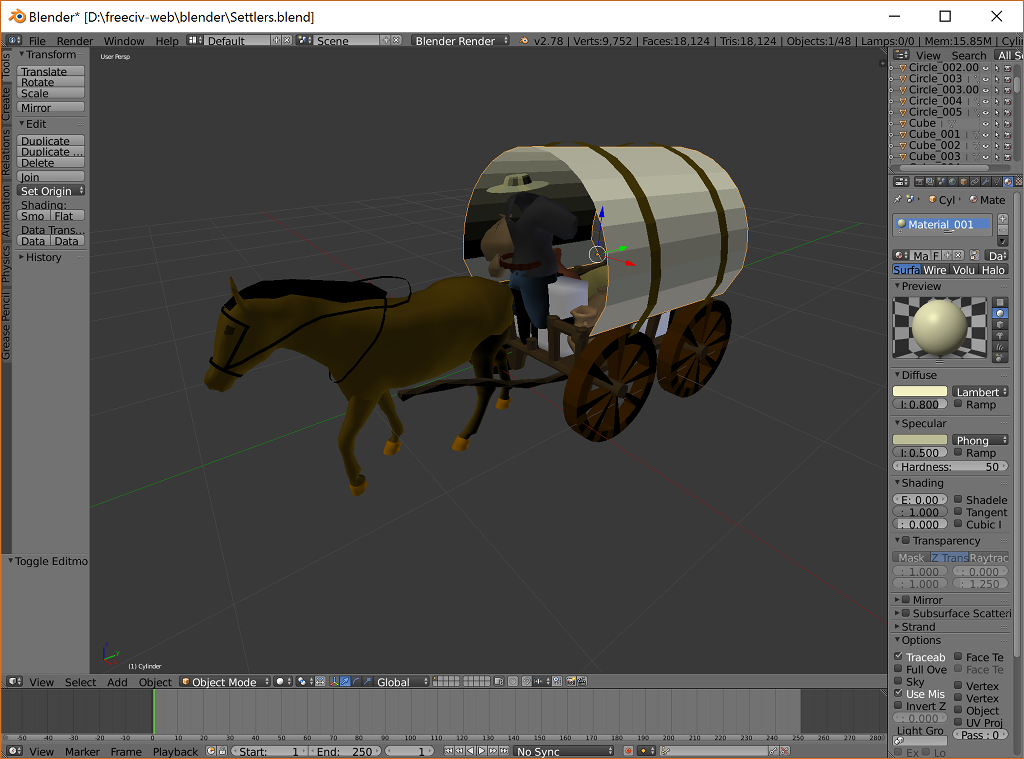 Blender* [D:\freeciv-web\blender\Settlers.blend]
File Render Window Help Default Scene Blender Render v2.78 | Verts:9,752 | Faces:18,124 | Tris:18,124 | Objects:1/48 | Lamps:0/0 | Mem:15.85M | Cylin
Transform
Translate
Rotate
Scale
Mirror
Edit
Duplicate
Duplicate ...
Delete
Join
Set Origin
Shading:
Smo Flat
Data Trans...
Data Data
History
Tools
Create
Relations
Animation
Physics
Grease Pencil
Toggle Editmo
User Persp
(1) Cylinder
View Search All S
Circle_002.00
Circle_003
Circle_003.00
Circle_004
Circle_005
Cube
Cube_001
Cube_002
Cube_003
Cyl Mate
Material_001
Ma F Da
Surfa Wire Volu Halo
Preview
Diffuse
Lambert
I: 0.800 Ramp
Specular
Phong
I: 0.500 Ramp
Hardness: 50
Shading
E: 0.00 Shadele
: 1.000 Tangent
: 0.000 Cubic I
Transparency
Mask Z Trans Raytrac
: 1.000 : 0.000
: 1.000 : 1.250
Mirror
Subsurface Scatteri
Strand
Options
Traceab Face Te
Full Ove Face Te
Sky Vertex
Use Mis Vertex
Invert Z Object
: 0.000 UV Proj
Light Gro Pass: 0
Ex Lo
View Select Add Object Object Mode Global
-50 -40 -30 -20 -10 0 10 20 30 40 50 60 70 80 90 100 110 120 130 140 150 160 170 180 190 200 210 220 230 240 250 260 270 280
View Marker Frame Playback Start: 1 End: 250 1 No Sync